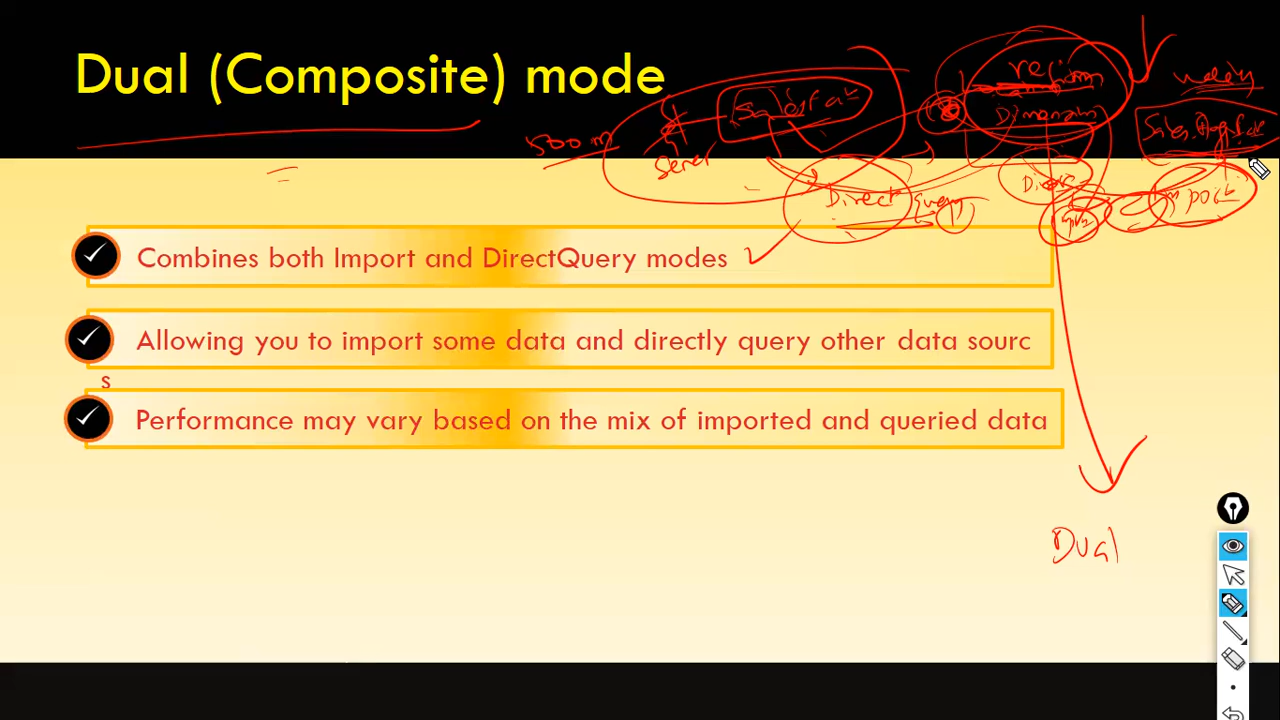 Dual (Composite) mode
Sales Fact
Dimension
500 m
Server
Direct query
Import
Combines both Import and DirectQuery modes
Allowing you to import some data and directly query other data sourc
s
Performance may vary based on the mix of imported and queried data
Dual